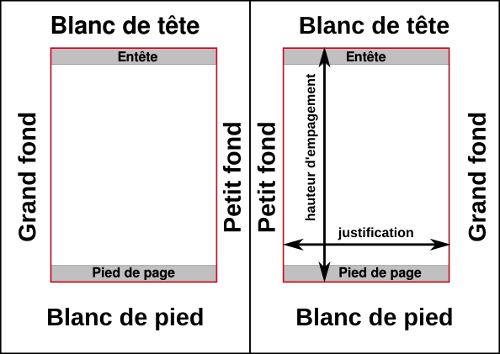 Blanc de tête
Entête
Grand fond
Petit fond
Pied de page
Blanc de pied
Blanc de tête
Entête
Petit fond
hauteur d'empagement
Grand fond
justification
Pied de page
Blanc de pied